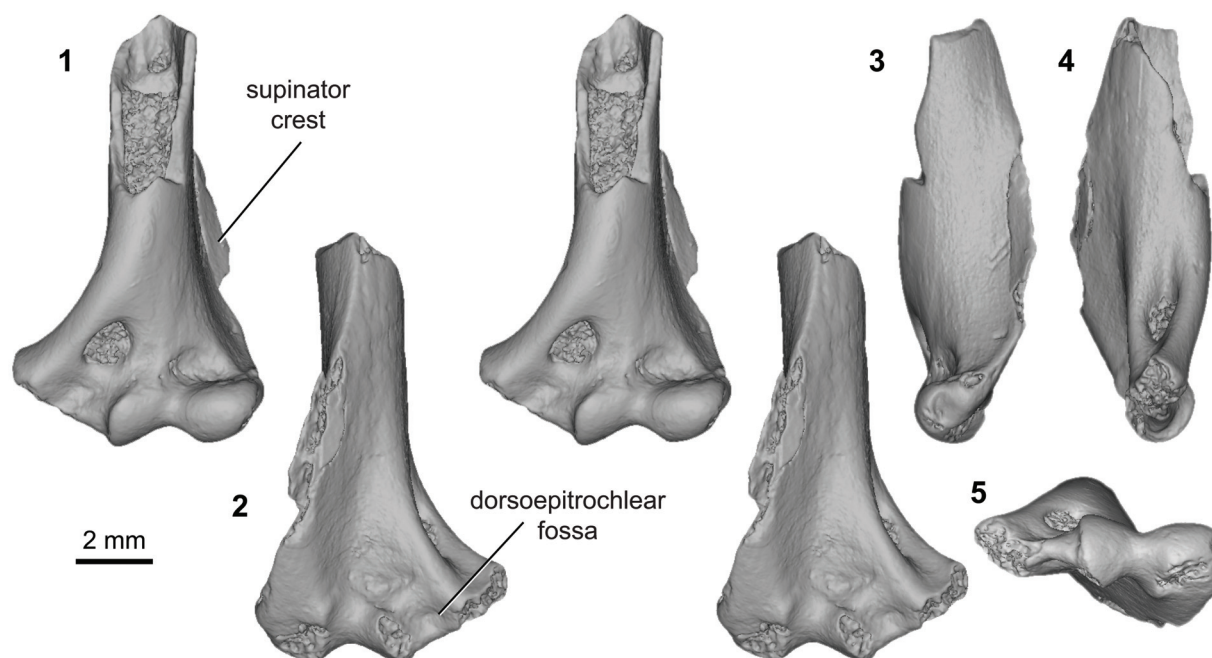 1
supinator
crest
3
4
2
dorsoepitrochlear
fossa
5
2 mm